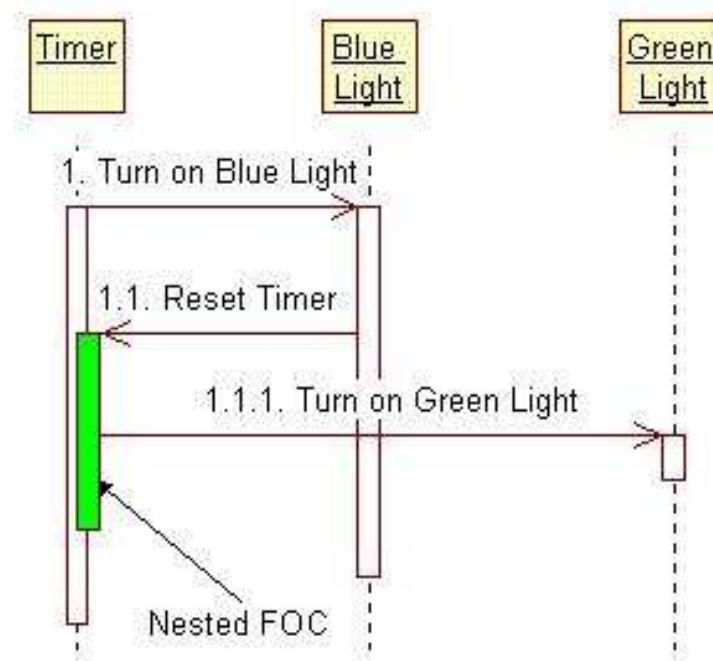 Timer
Blue
Light
Green
Light
1. Turn on Blue Light
1.1. Reset Timer
1.1.1. Turn on Green Light
Nested FOC